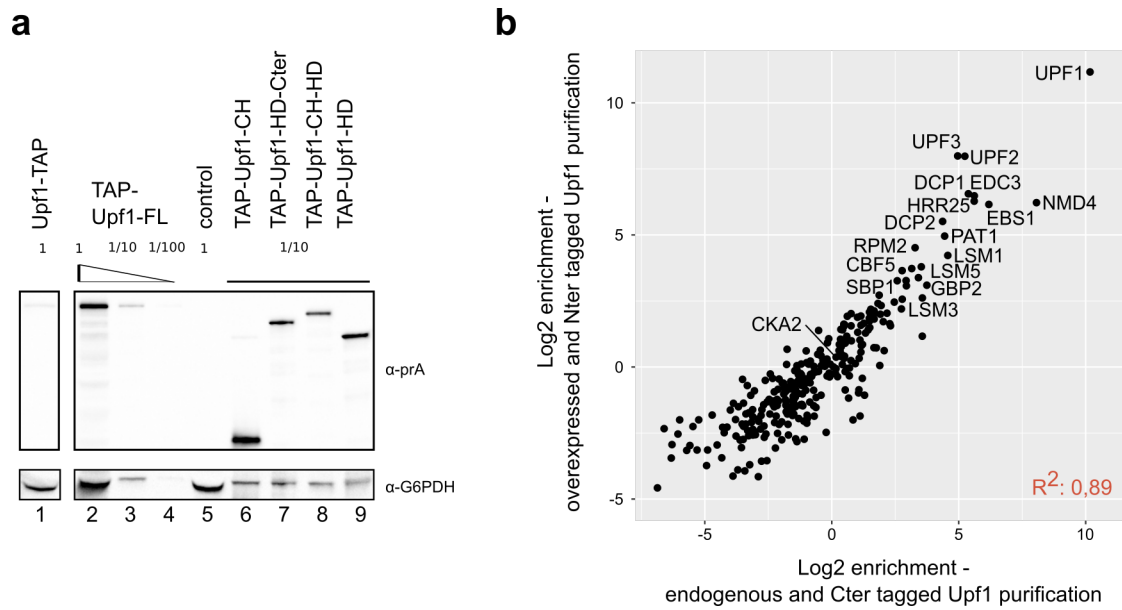 a
Upf1-TAP
TAP-
Upf1-FL
control
TAP-Upf1-CH
TAP-Upf1-HD-Cter
TAP-Upf1-CH-HD
TAP-Upf1-HD
1
1
1/10
1/100
1
1/10
α-prA
α-G6PDH
1 2 3 4 5 6 7 8 9
b
Log2 enrichment -
overexpressed and Nter tagged Upf1 purification
10
5
0
-5
UPF1
UPF3
UPF2
DCP1
EDC3
HRR25
NMD4
EBS1
DCP2
PAT1
RPM2
LSM1
CBF5
LSM5
SBP1
GBP2
LSM3
CKA2
R²: 0,89
-5 0 5 10
Log2 enrichment -
endogenous and Cter tagged Upf1 purification